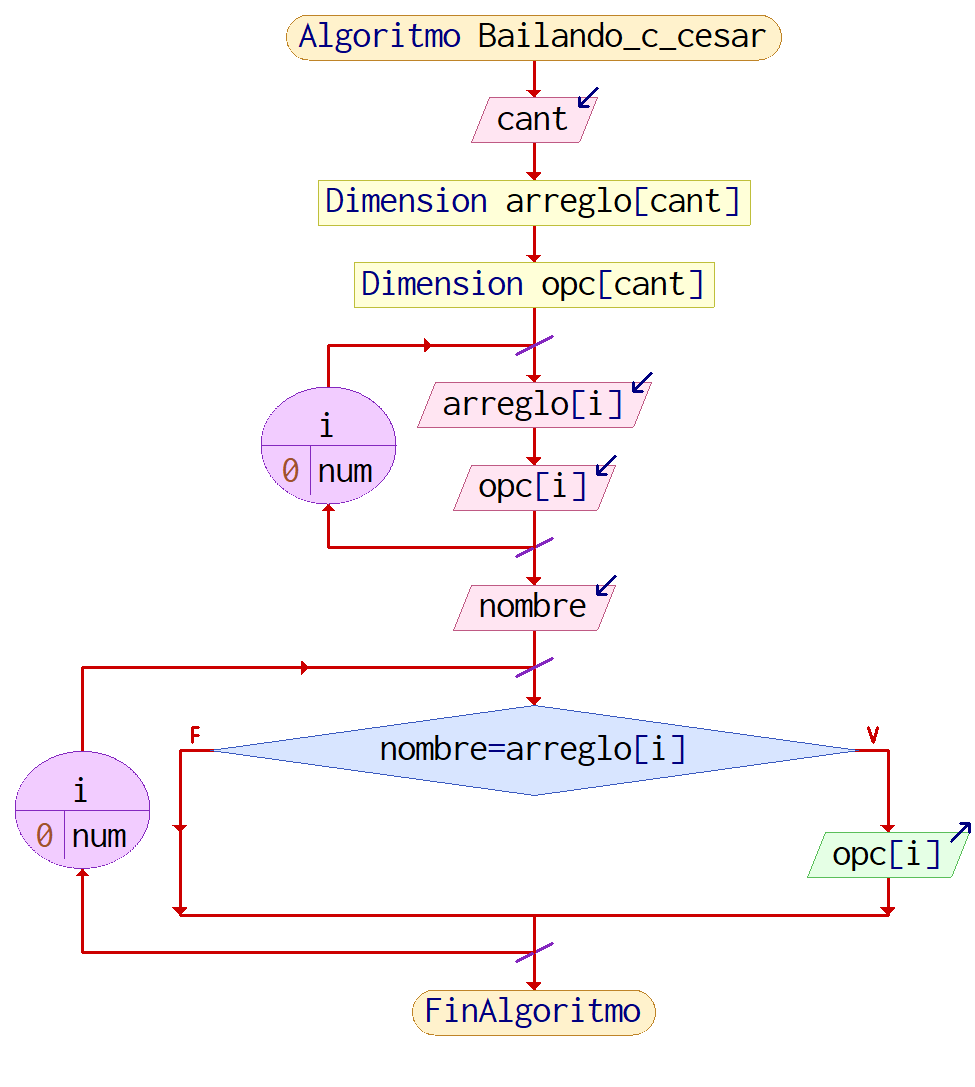 Algoritmo Bailando_c_cesar
cant
Dimension arreglo[cant]
Dimension opc[cant]
arreglo[i]
i
0 num
opc[i]
nombre
F
V
nombre=arreglo[i]
i
0 num
opc[i]
FinAlgoritmo